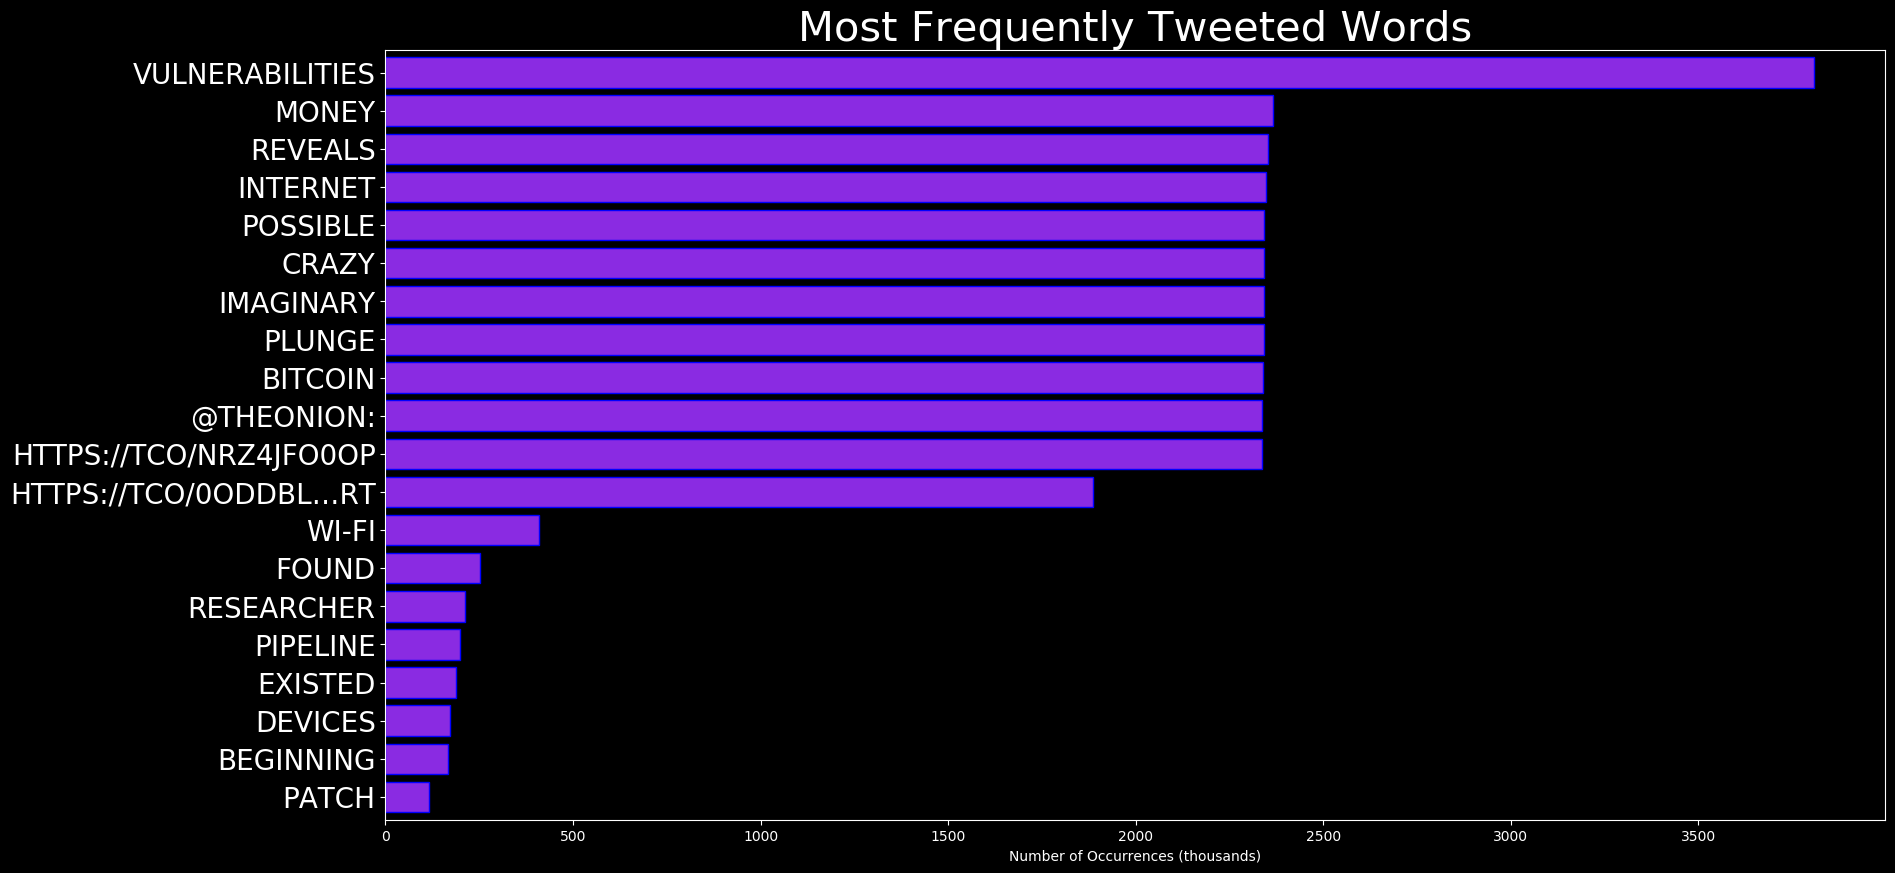 Most Frequently Tweeted Words
VULNERABILITIES
MONEY
REVEALS
INTERNET
POSSIBLE
CRAZY
IMAGINARY
PLUNGE
BITCOIN
@THEONION:
HTTPS://TCO/NRZ4JFO0OP
HTTPS://TCO/0ODDBL…RT
WI-FI
FOUND
RESEARCHER
PIPELINE
EXISTED
DEVICES
BEGINNING
PATCH
0 500 1000 1500 2000 2500 3000 3500
Number of Occurrences (thousands)